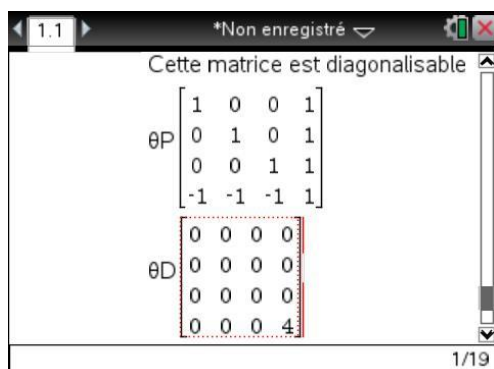 1.1 *Non enregistré
Cette matrice est diagonalisable
θP
1 0 0 1
0 1 0 1
0 0 1 1
-1 -1 -1 1
θD
0 0 0 0
0 0 0 0
0 0 0 0
0 0 0 4
1/19